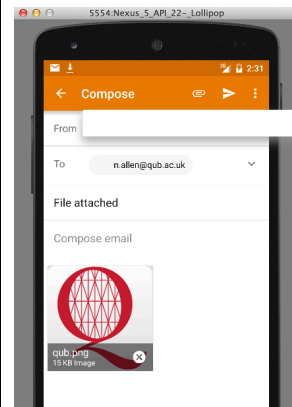 5554:Nexus_5_API_22-_Lollipop
36 2:31
Compose
From
To n.allen@qub.ac.uk
File attached
Compose email
qub.png
15 KB Image